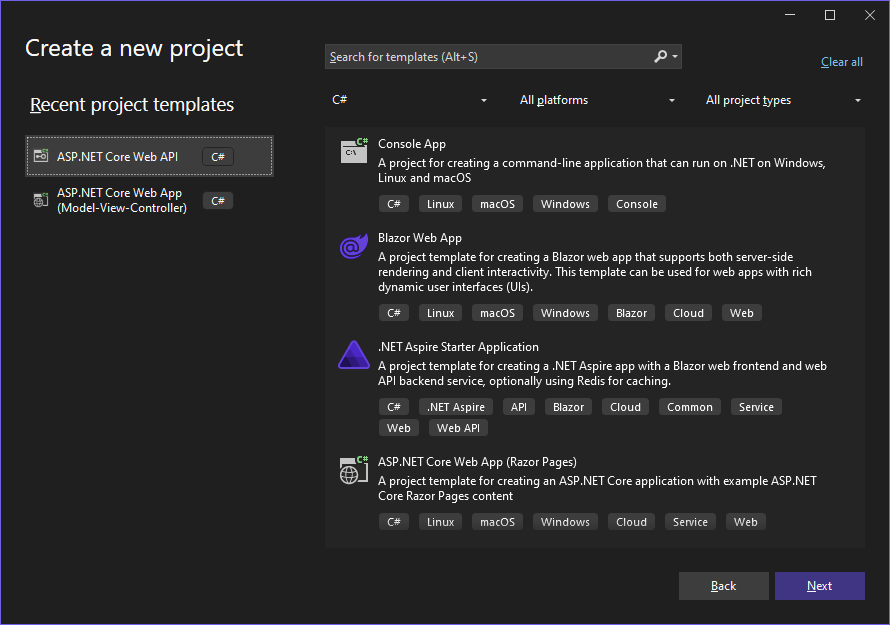 Create a new project
Search for templates (Alt+S)
Clear all
Recent project templates
C#
All platforms
All project types
ASP.NET Core Web API
C#
ASP.NET Core Web App
(Model-View-Controller)
C#
Console App
A project for creating a command-line application that can run on .NET on Windows,
Linux and macOS
C# Linux macOS Windows Console
Blazor Web App
A project template for creating a Blazor web app that supports both server-side
rendering and client interactivity. This template can be used for web apps with rich
dynamic user interfaces (UIs).
C# Linux macOS Windows Blazor Cloud Web
.NET Aspire Starter Application
A project template for creating a .NET Aspire app with a Blazor web frontend and web
API backend service, optionally using Redis for caching.
C# .NET Aspire API Blazor Cloud Common Service
Web Web API
ASP.NET Core Web App (Razor Pages)
A project template for creating an ASP.NET Core application with example ASP.NET
Core Razor Pages content
C# Linux macOS Windows Cloud Service Web
Back
Next